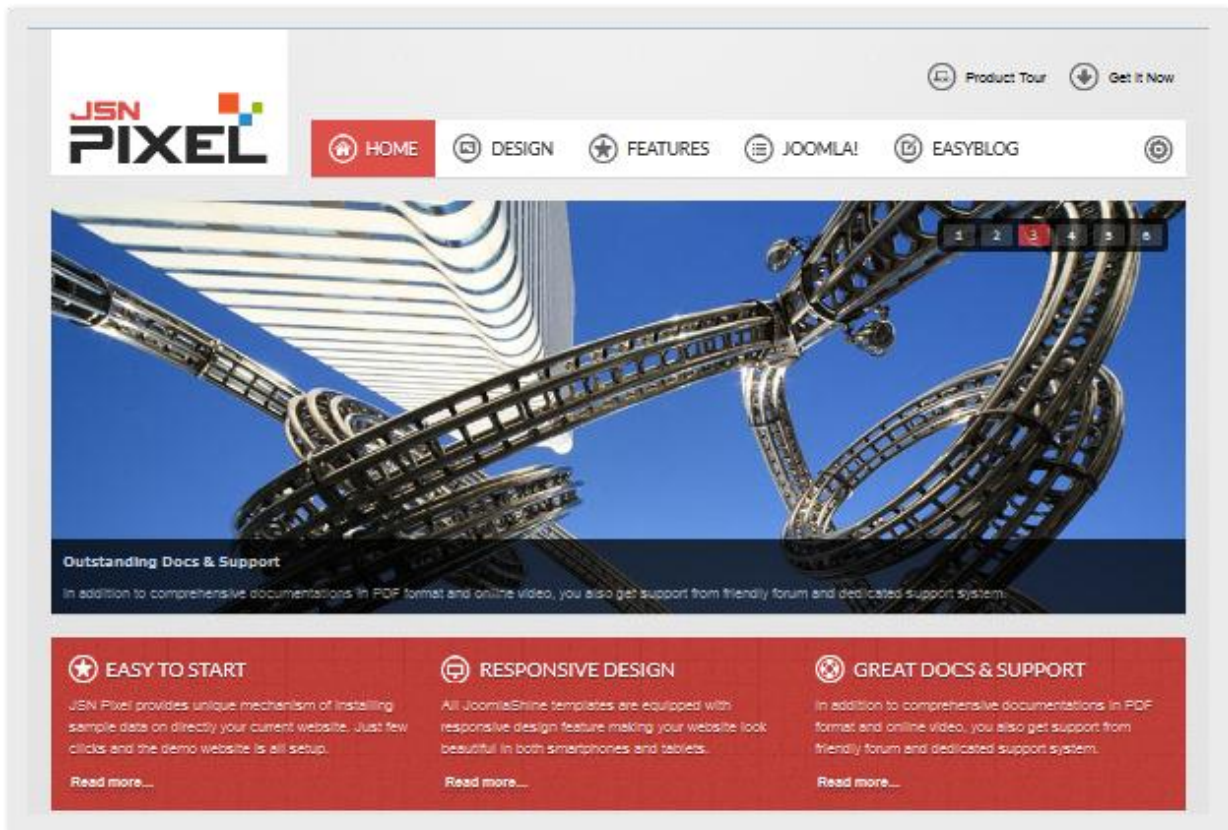 Product Tour
Get It Now
JSN
PIXEL
HOME
DESIGN
FEATURES
JOOMLA!
EASYBLOG
1 2 3 4 5 6
Outstanding Docs & Support
In addition to comprehensive documentations in PDF format and online video, you also get support from friendly forum and dedicated support system.
EASY TO START
JSN Pixel provides unique mechanism of installing
sample data on directly your current website. Just few
clicks and the demo website is all setup.
Read more...
RESPONSIVE DESIGN
All JoomlaShine templates are equipped with
responsive design feature making your website look
beautiful in both smartphones and tablets.
Read more...
GREAT DOCS & SUPPORT
In addition to comprehensive documentations in PDF
format and online video, you also get support from
friendly forum and dedicated support system.
Read more...